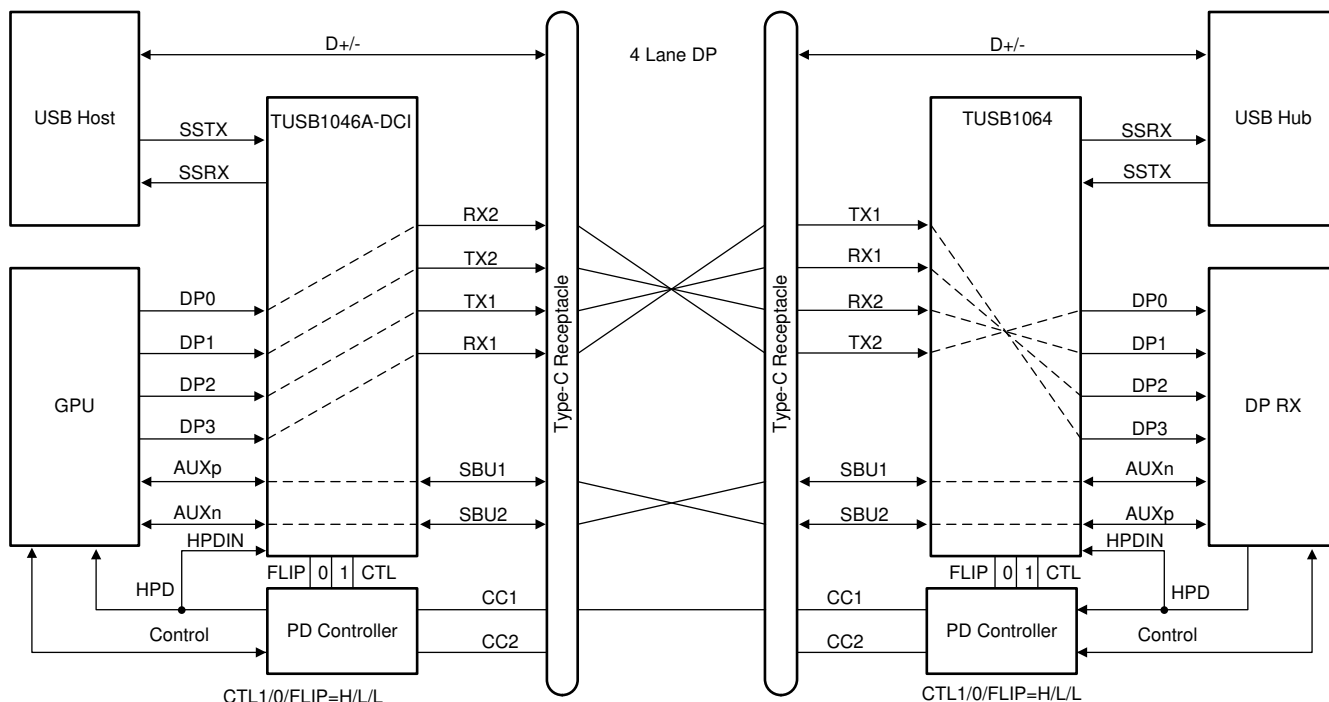 D+/-
4 Lane DP
D+/-
USB Host
TUSB1046A-DCI
TUSB1064
USB Hub
SSTX
SSRX
SSRX
SSTX
RX2
TX2
TX1
RX1
TX1
RX1
RX2
TX2
Type-C Receptacle
Type-C Receptacle
GPU
DP0
DP1
DP2
DP3
AUXp
AUXn
HPDIN
SBU1
SBU2
SBU1
SBU2
DP0
DP1
DP2
DP3
AUXn
AUXp
HPDIN
DP RX
FLIP 0 1 CTL
FLIP 0 1 CTL
HPD
Control
PD Controller
CC1
CC2
CC1
CC2
PD Controller
HPD
Control
CTL1/0/FLIP=H/L/L
CTL1/0/FLIP=H/L/L